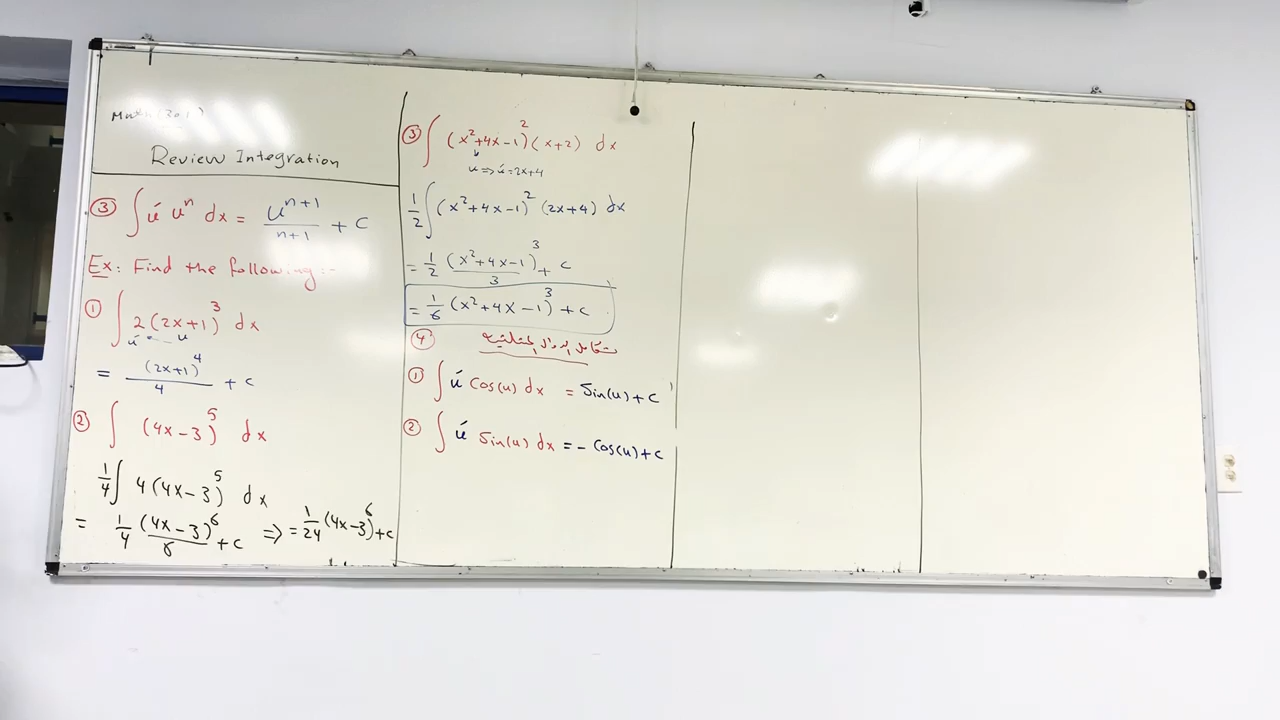 Review Integration
③ ∫ u' uⁿ dx = uⁿ⁺¹/n+1 + c
Ex: Find the following:-
① ∫ 2(2x+1)³ dx
u' u
= (2x+1)⁴/4 + c
② ∫ (4x-3)⁵ dx
1/4 ∫ 4(4x-3)⁵ dx
= 1/4 (4x-3)⁶/6 + c ⇒ = 1/24 (4x-3)⁶ + c
③ ∫ (x²+4x-1)² (x+2) dx
u ⇒ u' = 2x+4
1/2 ∫ (x²+4x-1)² (2x+4) dx
= 1/2 (x²+4x-1)³/3 + c
= 1/6 (x²+4x-1)³ + c
④
① ∫ u' Cos(u) dx = Sin(u) + c
② ∫ u' Sin(u) dx = - Cos(u) + c